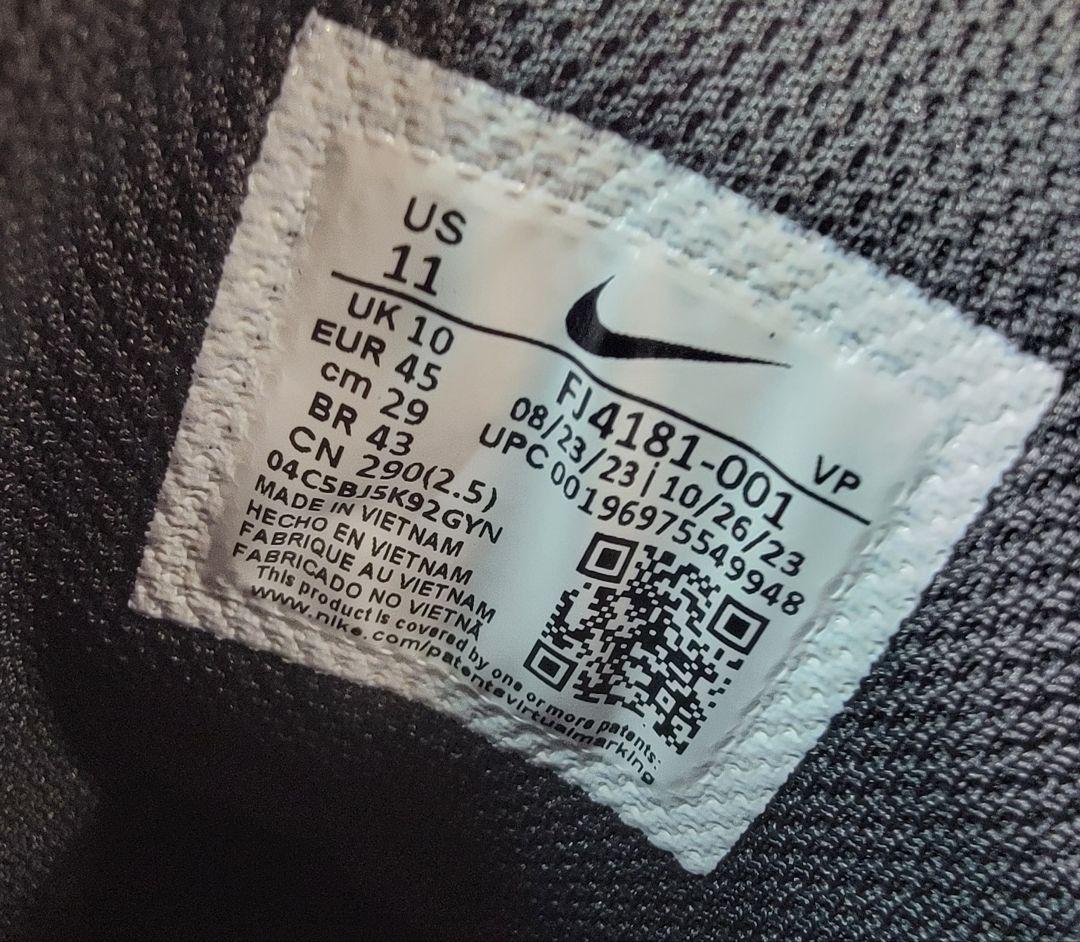 US
11
UK 10
EUR 45
cm 29
BR 43
CN 290(2.5)
04C5BJ5K92GYN
MADE IN VIETNAM
HECHO EN VIETNAM
FABRIQUE AU VIETNAM
FABRICADO NO VIETNÃ
This product is covered by one or more patents:
www.nike.com/patentsvirtualmarking
VP
FJ4181-001
08/23/23 | 10/26/23
UPC 00196975549948